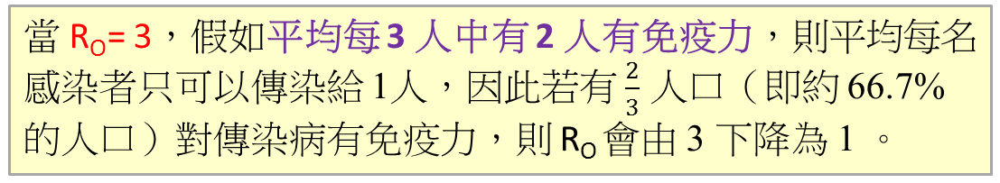 當 R₀= 3，假如平均每 3 人中有 2 人有免疫力，則平均每名
感染者只可以傳染給 1人，因此若有 2/3 人口（即約 66.7%
的人口）對傳染病有免疫力，則 R₀ 會由 3 下降為 1 。